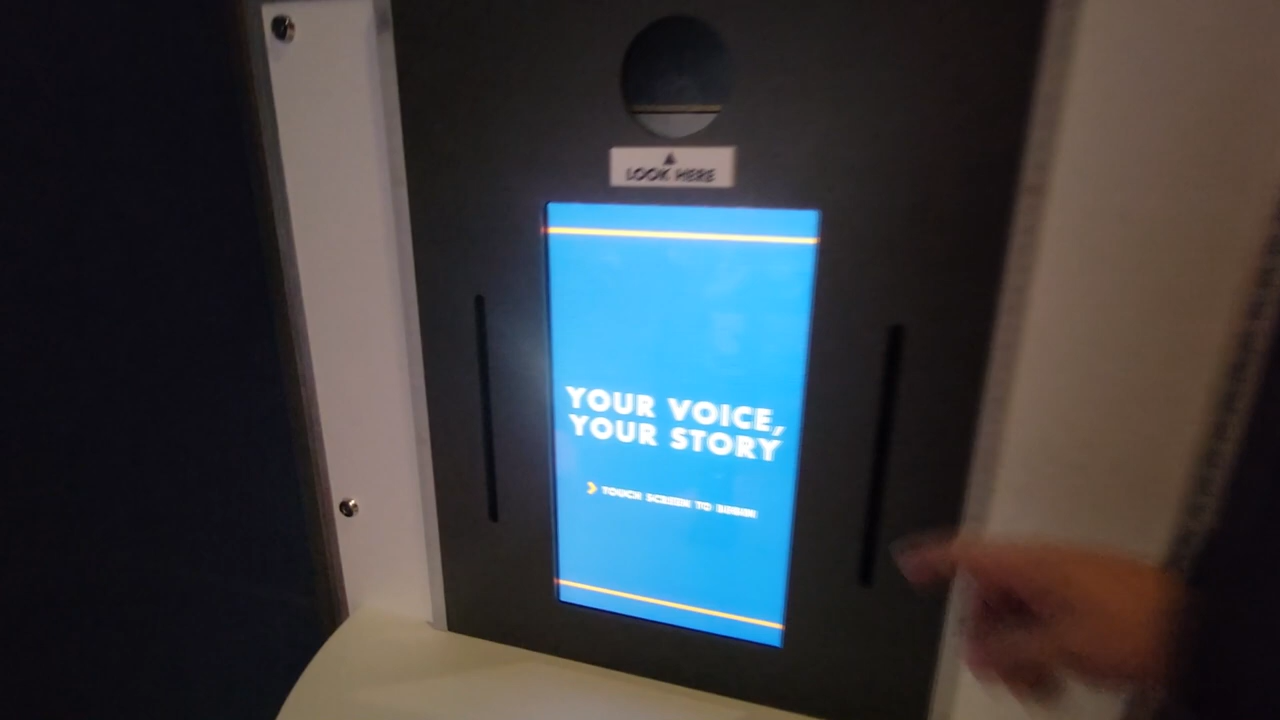 LOOK HERE
YOUR VOICE,
YOUR STORY
TOUCH SCREEN TO BEGIN